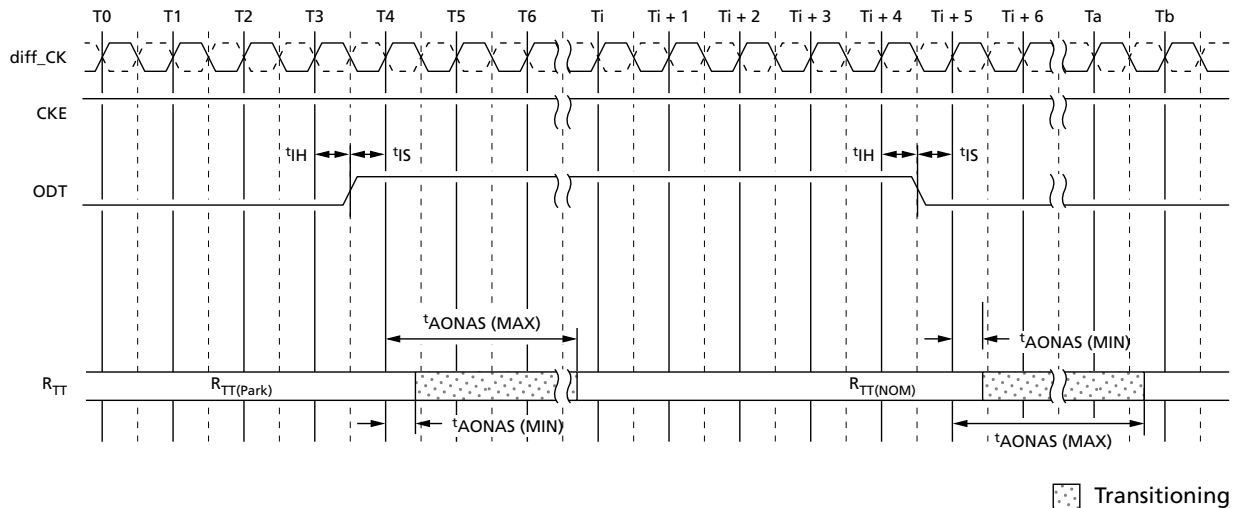 T0 T1 T2 T3 T4 T5 T6 Ti Ti + 1 Ti + 2 Ti + 3 Ti + 4 Ti + 5 Ti + 6 Ta Tb
diff_CK
CKE
tIH tIS tIH tIS
ODT
tAONAS (MAX)
tAONAS (MIN)
RTT RTT(Park) RTT(NOM)
tAONAS (MIN)
tAONAS (MAX)
Transitioning